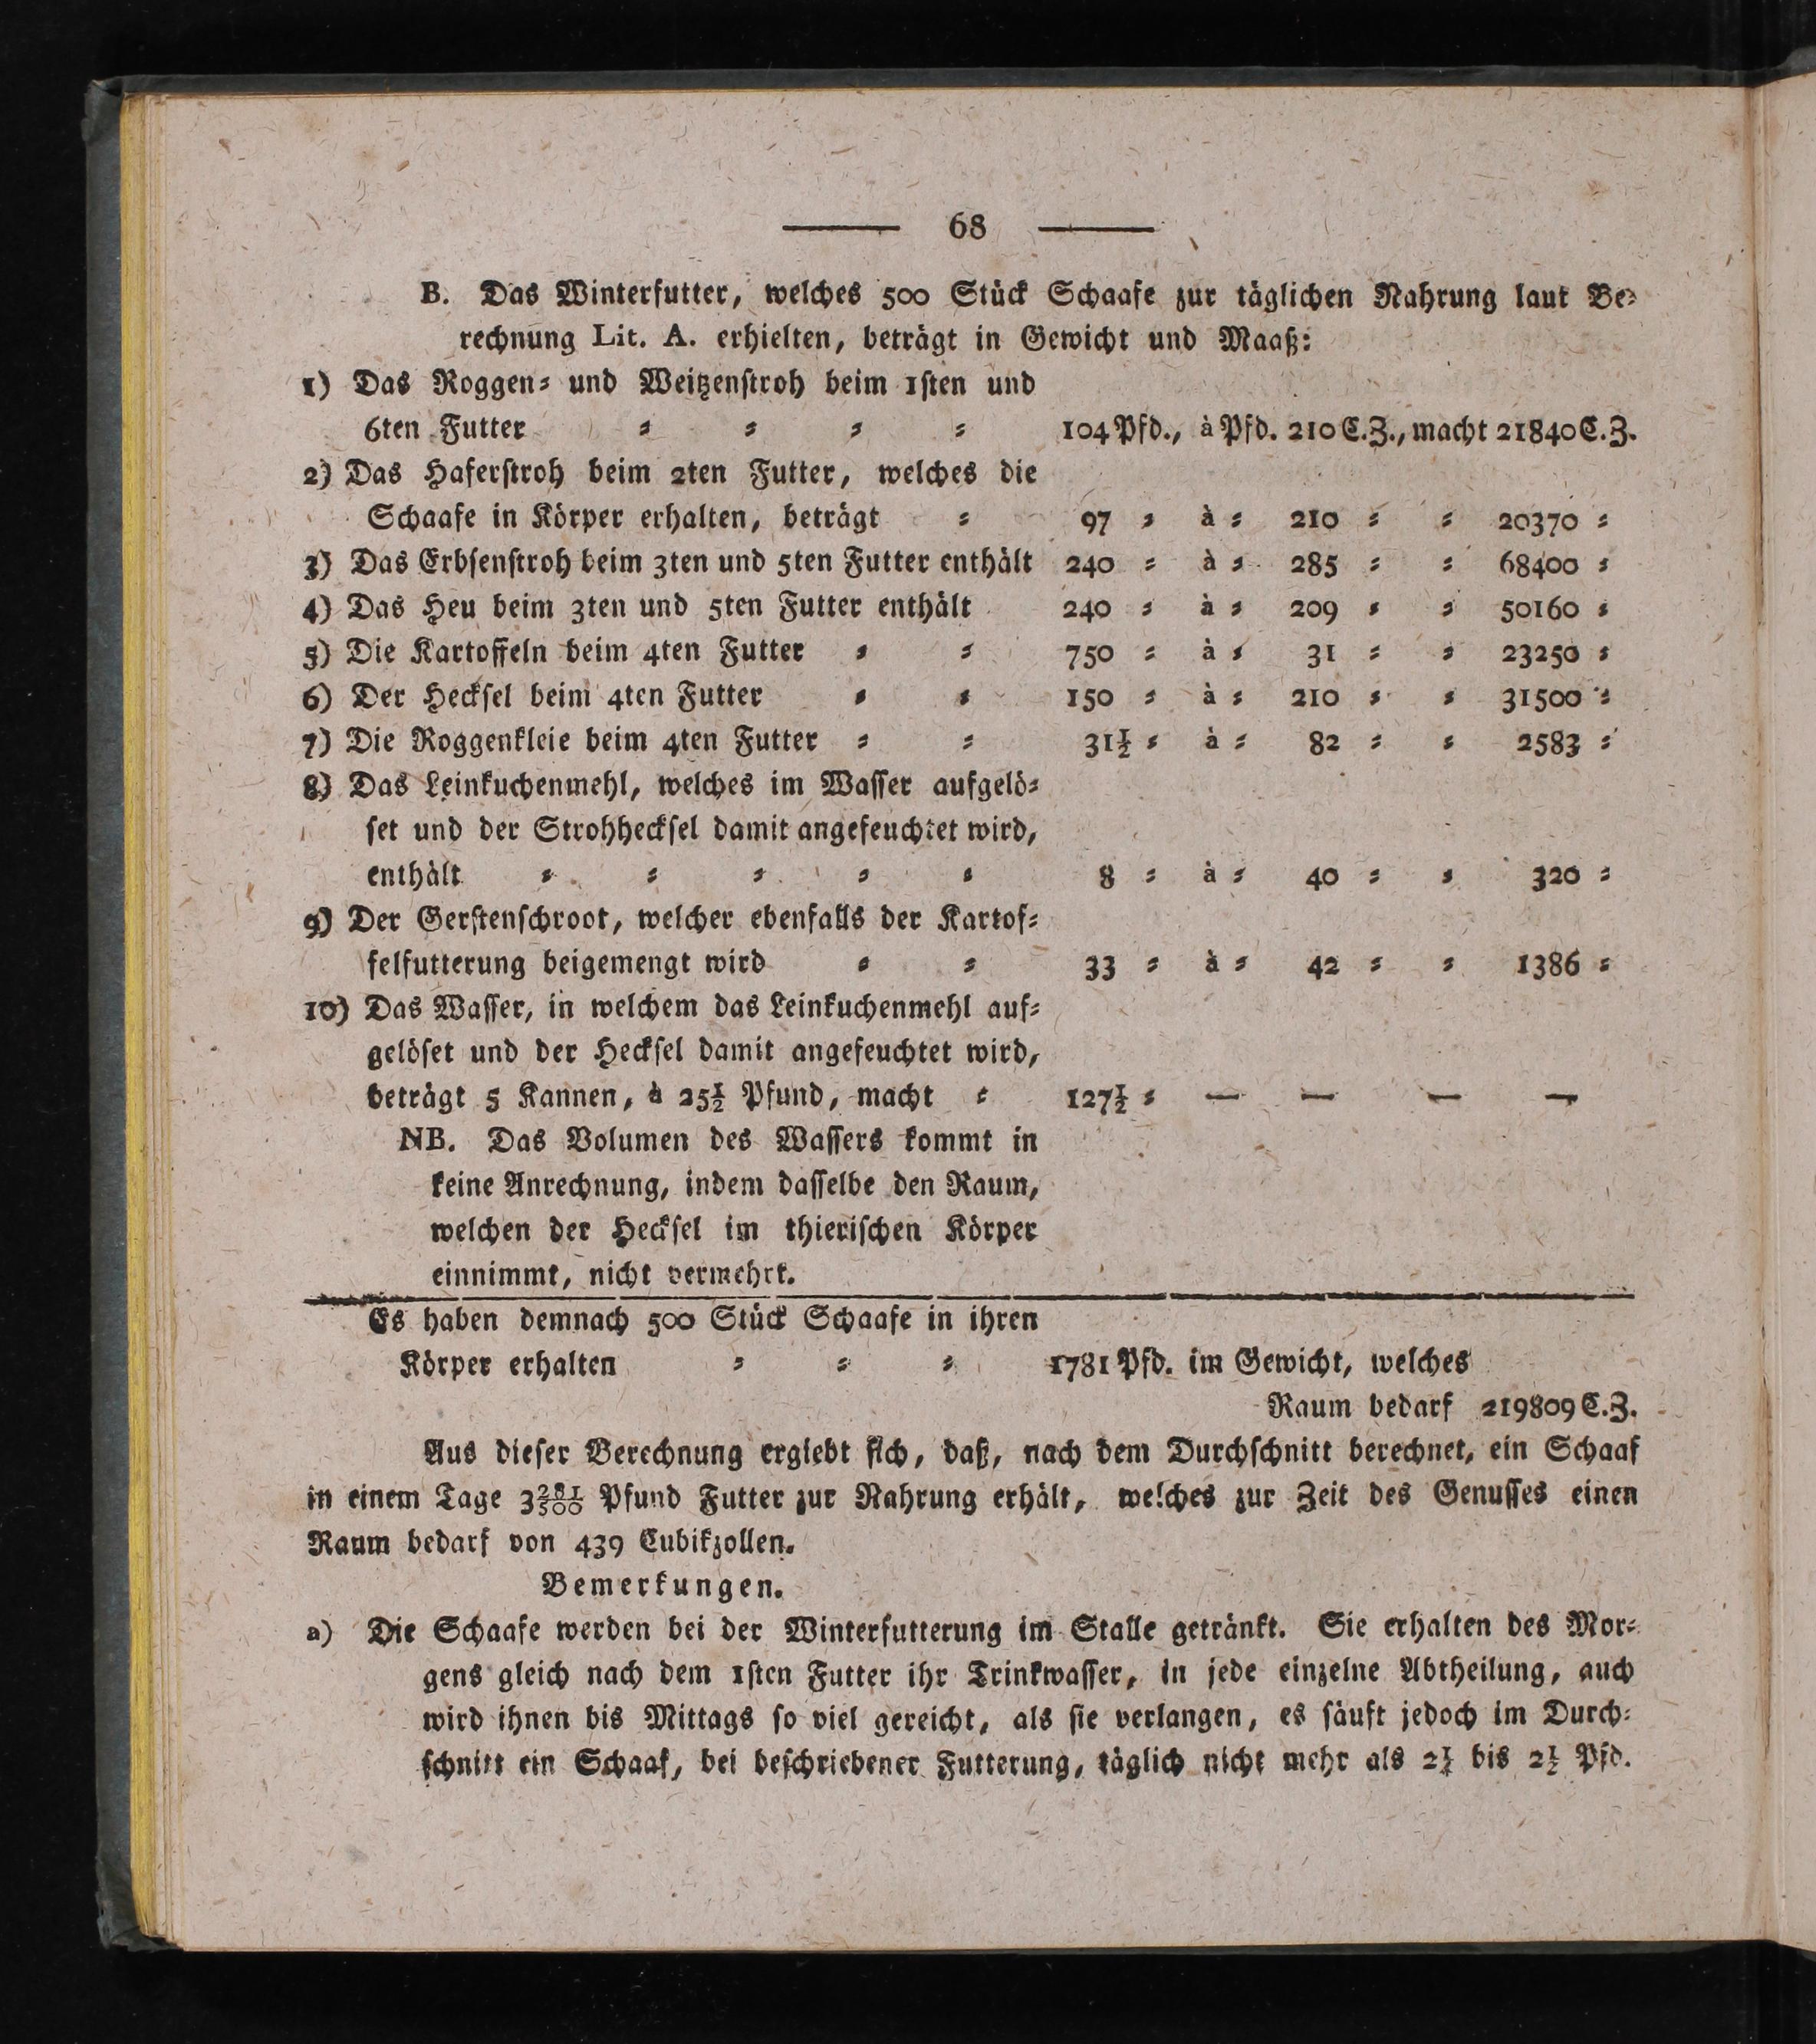 68
B. Das Winterfutter, welches 500 Stück Schaafe zur täglichen Nahrung laut Be⸗
rechnung Lit. A. erhielten, beträgt in Gewicht und Maaß:
1) Das Roggen⸗ und Weitzenstroh beim 1sten und
6ten Futter ⸗ ⸗ ⸗ ⸗ 104 Pfd., à Pfd. 210 C.Z., macht 21840 C.Z.
2) Das Haferstroh beim 2ten Futter, welches die
Schaafe in Körper erhalten, beträgt ⸗ 97 ⸗ à ⸗ 210 ⸗ ⸗ 20370 ⸗
3) Das Erbsenstroh beim 3ten und 5ten Futter enthält 240 ⸗ à ⸗ 285 ⸗ ⸗ 68400 ⸗
4) Das Heu beim 3ten und 5ten Futter enthält 240 ⸗ à ⸗ 209 ⸗ ⸗ 50160 ⸗
5) Die Kartoffeln beim 4ten Futter ⸗ ⸗ 750 ⸗ à ⸗ 31 ⸗ ⸗ 23250 ⸗
6) Der Hecksel beim 4ten Futter ⸗ ⸗ 150 ⸗ à ⸗ 210 ⸗ ⸗ 31500 ⸗
7) Die Roggenkleie beim 4ten Futter ⸗ ⸗ 31½ ⸗ à ⸗ 82 ⸗ ⸗ 2583 ⸗
8) Das Leinkuchenmehl, welches im Wasser aufgelö⸗
set und der Strohhecksel damit angefeuchtet wird,
enthält ⸗ ⸗ ⸗ ⸗ ⸗ 8 ⸗ à ⸗ 40 ⸗ ⸗ 320 ⸗
9) Der Gerstenschroot, welcher ebenfalls der Kartof⸗
felfutterung beigemengt wird ⸗ ⸗ 33 ⸗ à ⸗ 42 ⸗ ⸗ 1386 ⸗
10) Das Wasser, in welchem das Leinkuchenmehl auf⸗
gelöset und der Hecksel damit angefeuchtet wird,
beträgt 5 Kannen, à 25½ Pfund, macht ⸗ 127½ ⸗ — — — —
NB. Das Volumen des Wassers kommt in
keine Anrechnung, indem dasselbe den Raum,
welchen der Hecksel im thierischen Körper
einnimmt, nicht vermehrt.
Es haben demnach 500 Stück Schaafe in ihren
Körper erhalten ⸗ ⸗ ⸗ 1781 Pfd. im Gewicht, welches
Raum bedarf 219809 C.Z.
Aus dieser Berechnung ergiebt sich, daß, nach dem Durchschnitt berechnet, ein Schaaf
in einem Tage 3 281/500 Pfund Futter zur Nahrung erhält, welches zur Zeit des Genusses einen
Raum bedarf von 439 Cubikzollen.
Bemerkungen.
a) Die Schaafe werden bei der Winterfutterung im Stalle getränkt. Sie erhalten des Mor⸗
gens gleich nach dem 1sten Futter ihr Trinkwasser, in jede einzelne Abtheilung, auch
wird ihnen bis Mittags so viel gereicht, als sie verlangen, es säuft jedoch im Durch⸗
schnitt ein Schaaf, bei beschriebener Futterung, täglich nicht mehr als 2¼ bis 2½ Pfd.